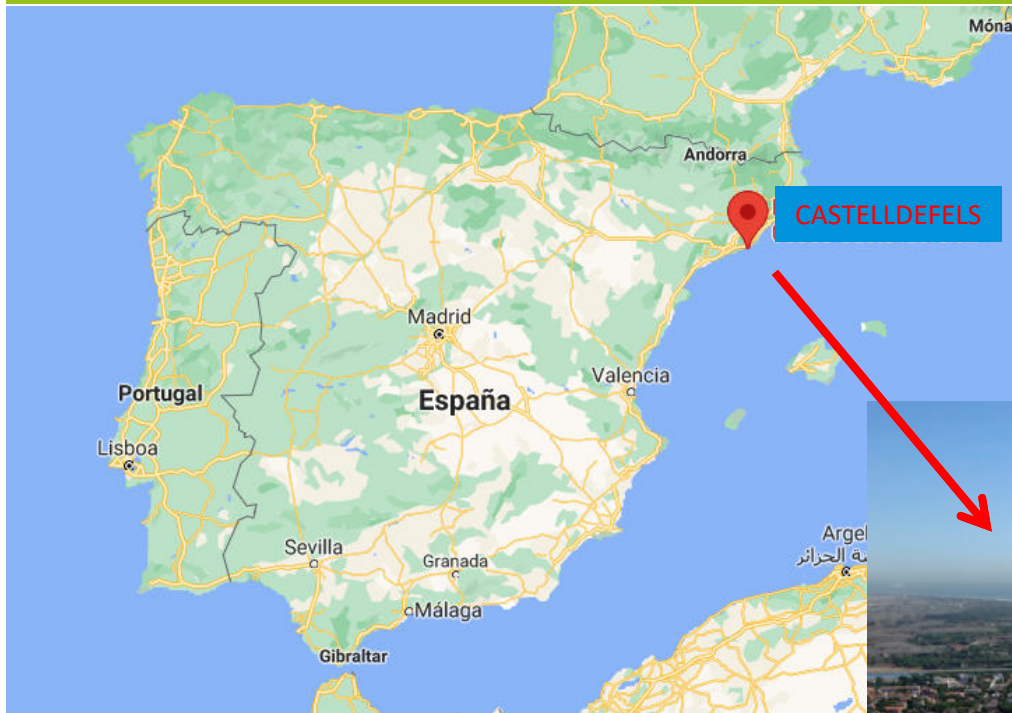 Móna
Andorra
CASTELLDEFELS
Madrid
Valencia
España
Portugal
Lisboa
Sevilla
Granada
Málaga
Gibraltar
Argel
ة الجزائر